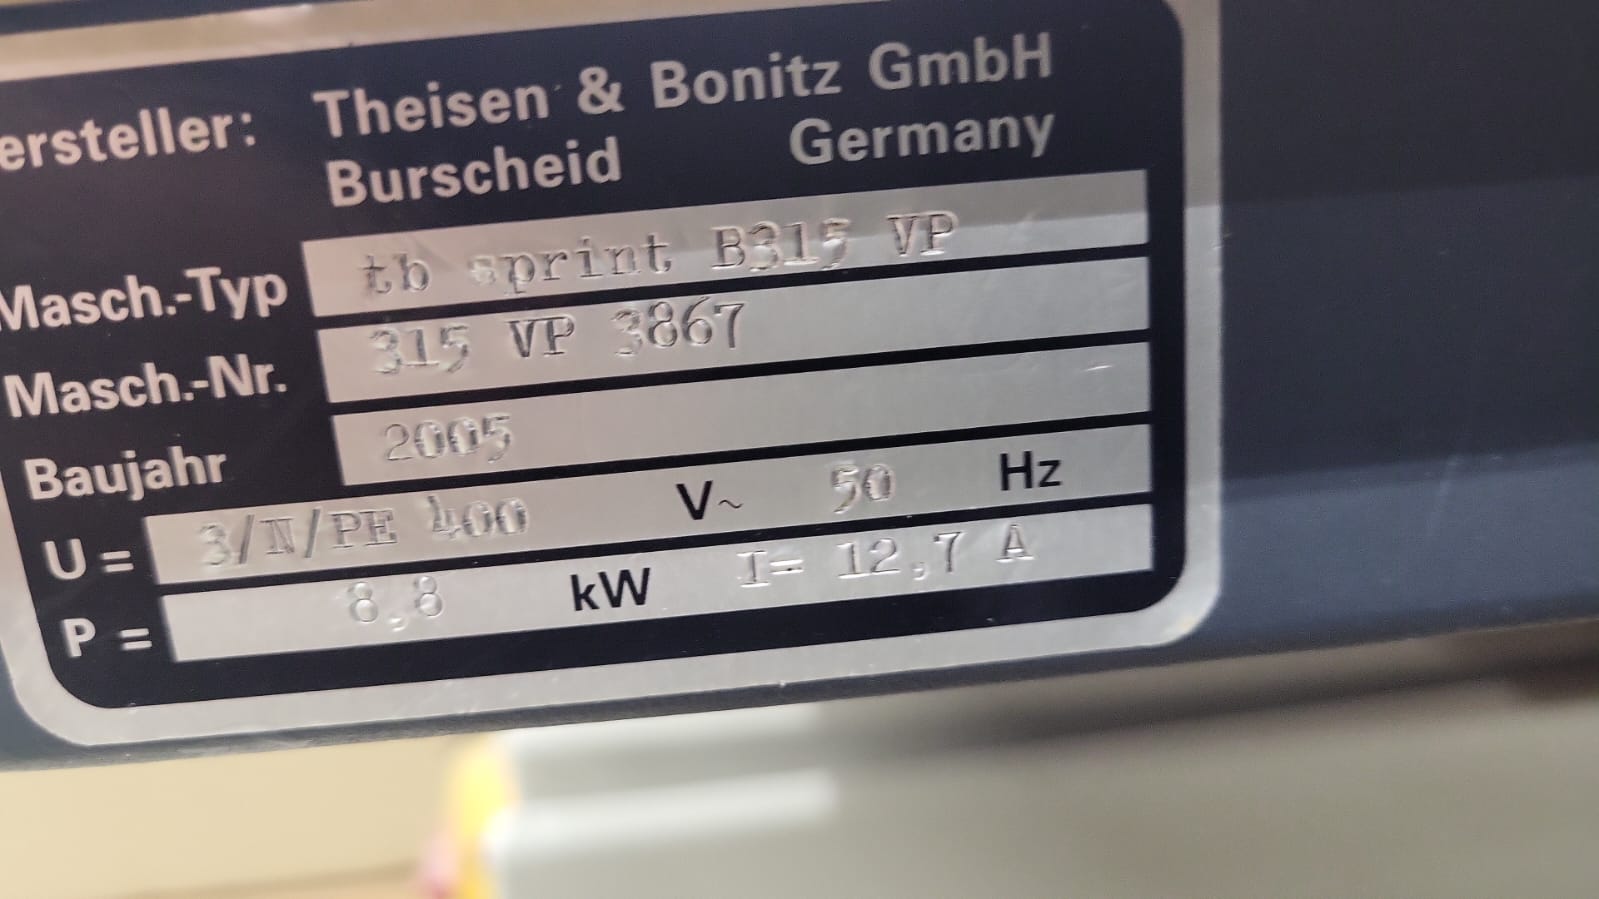 ersteller: Theisen & Bonitz GmbH
Burscheid Germany
Masch.-Typ tb sprint B315 VP
Masch.-Nr. 315 VP 3867
Baujahr 2005
U = 3/N/PE 400 V~ 50 Hz
P = 8,8 kW I= 12,7 A